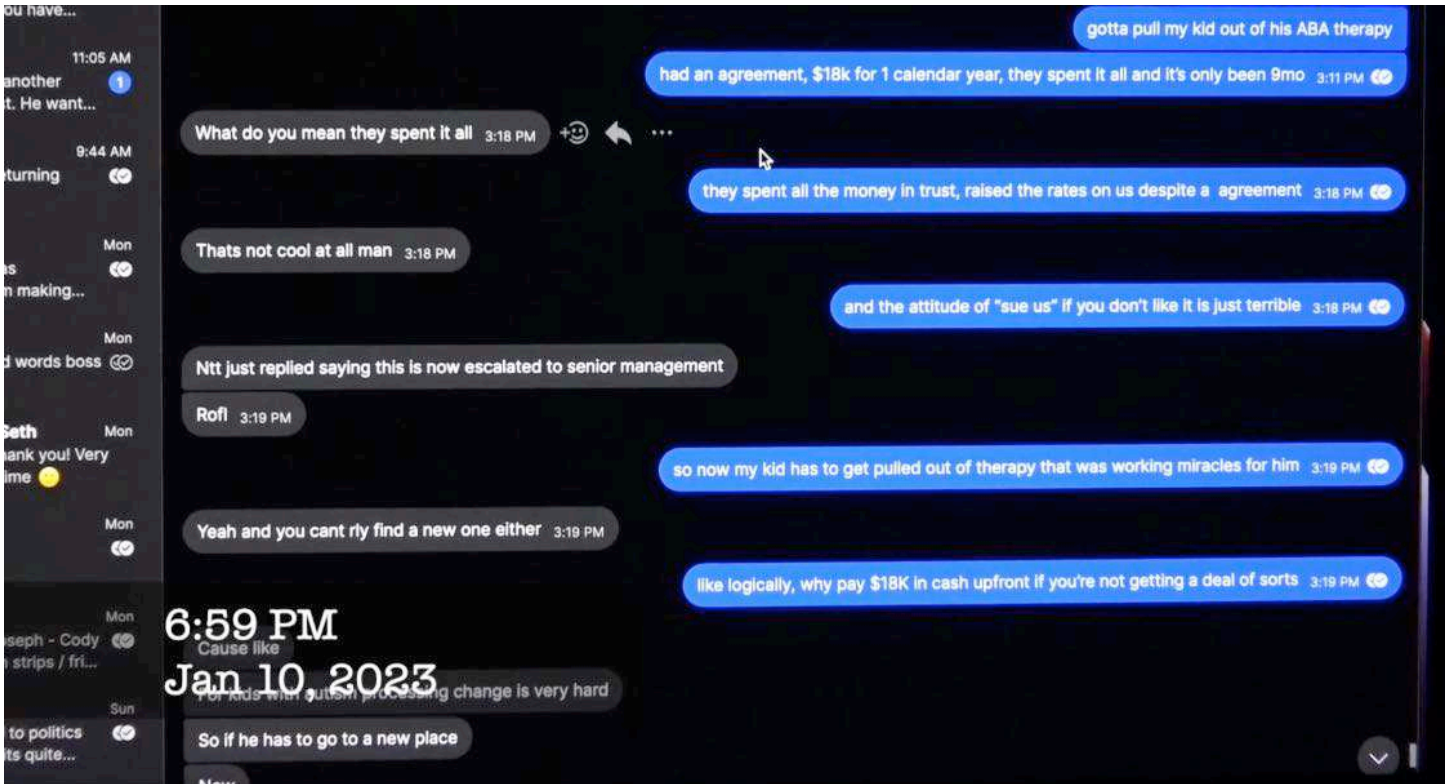 ou have...
11:05 AM
another
1
t. He want...
9:44 AM
turning
Mon
as
n making...
Mon
d words boss
Seth
Mon
ank you! Very
ime
Mon
Mon
seph - Cody
strips / fri...
Sun
to politics
its quite...
gotta pull my kid out of his ABA therapy
had an agreement, $18k for 1 calendar year, they spent it all and it's only been 9mo 3:11 PM
What do you mean they spent it all 3:18 PM
they spent all the money in trust, raised the rates on us despite a agreement 3:18 PM
Thats not cool at all man 3:18 PM
and the attitude of "sue us" if you don't like it is just terrible 3:18 PM
Ntt just replied saying this is now escalated to senior management
Rofl 3:19 PM
so now my kid has to get pulled out of therapy that was working miracles for him 3:19 PM
Yeah and you cant rly find a new one either 3:19 PM
like logically, why pay $18K in cash upfront if you're not getting a deal of sorts 3:19 PM
6:59 PM
Cause like
Jan 10, 2023
For kids with autism processing change is very hard
So if he has to go to a new place